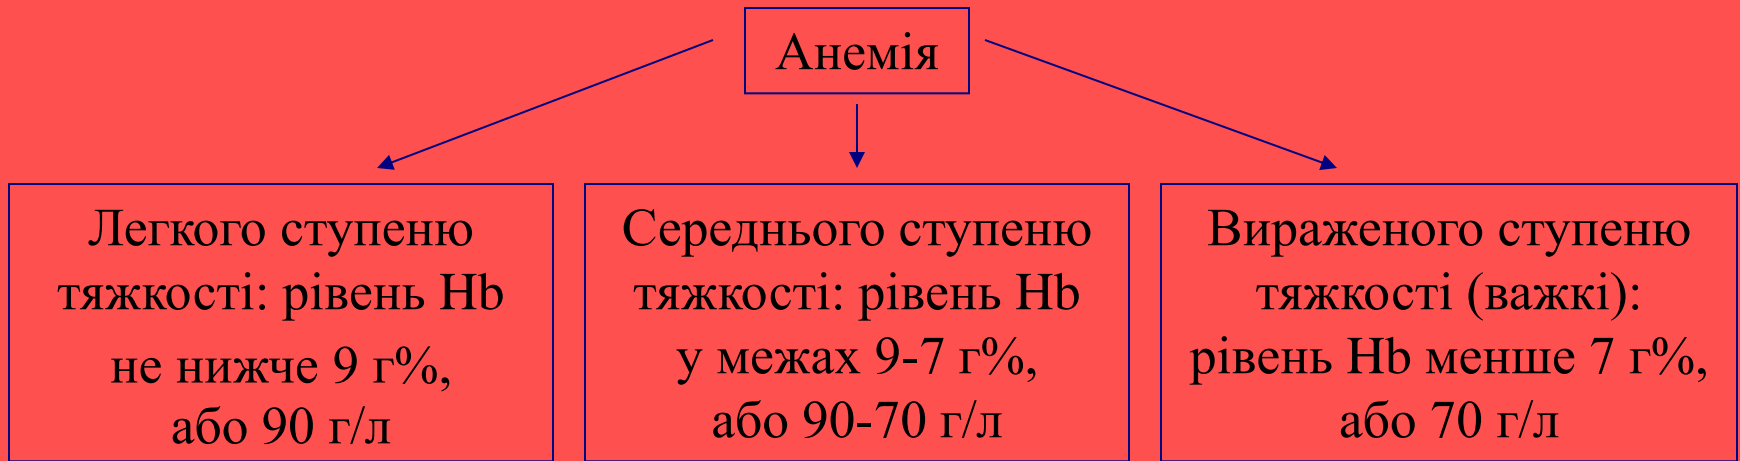 Анемія
Легкого ступеню
тяжкості: рівень Hb
не нижче 9 г%,
або 90 г/л
Середнього ступеню
тяжкості: рівень Hb
у межах 9-7 г%,
або 90-70 г/л
Вираженого ступеню
тяжкості (важкі):
рівень Hb менше 7 г%,
або 70 г/л